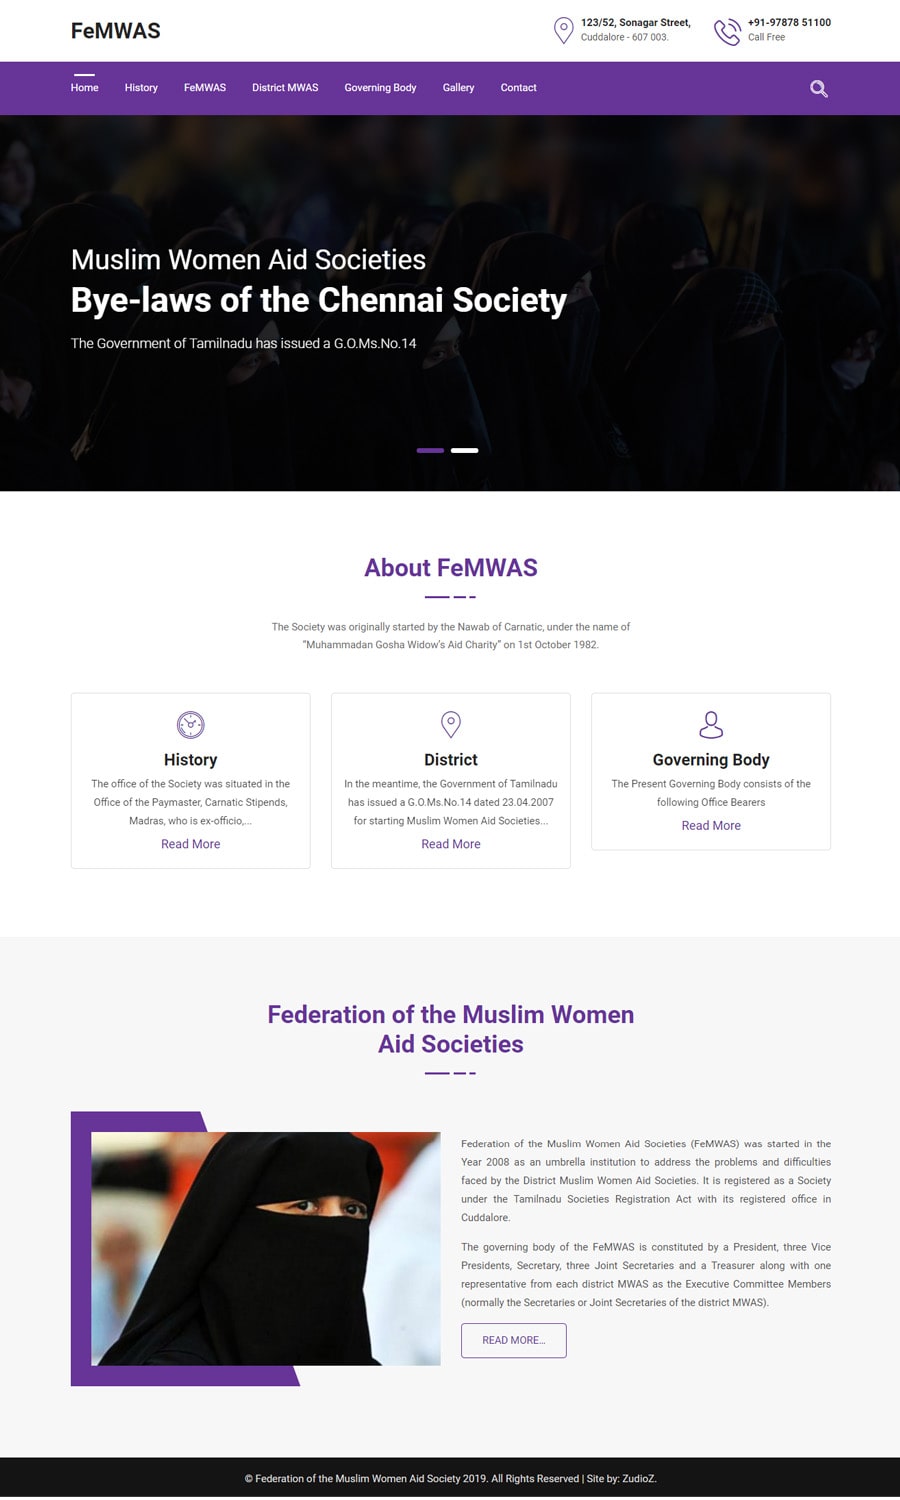 FeMWAS
123/52, Sonagar Street,
Cuddalore - 607 003.
+91-97878 51100
Call Free
Home History FeMWAS District MWAS Governing Body Gallery Contact
Muslim Women Aid Societies
Bye-laws of the Chennai Society
The Government of Tamilnadu has issued a G.O.Ms.No.14
About FeMWAS
The Society was originally started by the Nawab of Carnatic, under the name of
“Muhammadan Gosha Widow’s Aid Charity” on 1st October 1982.
History
The office of the Society was situated in the
Office of the Paymaster, Carnatic Stipends,
Madras, who is ex-officio,...
Read More
District
In the meantime, the Government of Tamilnadu
has issued a G.O.Ms.No.14 dated 23.04.2007
for starting Muslim Women Aid Societies...
Read More
Governing Body
The Present Governing Body consists of the
following Office Bearers
Read More
Federation of the Muslim Women
Aid Societies
Federation of the Muslim Women Aid Societies (FeMWAS) was started in the
Year 2008 as an umbrella institution to address the problems and difficulties
faced by the District Muslim Women Aid Societies. It is registered as a Society
under the Tamilnadu Societies Registration Act with its registered office in
Cuddalore.
The governing body of the FeMWAS is constituted by a President, three Vice
Presidents, Secretary, three Joint Secretaries and a Treasurer along with one
representative from each district MWAS as the Executive Committee Members
(normally the Secretaries or Joint Secretaries of the district MWAS).
READ MORE...
© Federation of the Muslim Women Aid Society 2019. All Rights Reserved | Site by: ZudioZ.